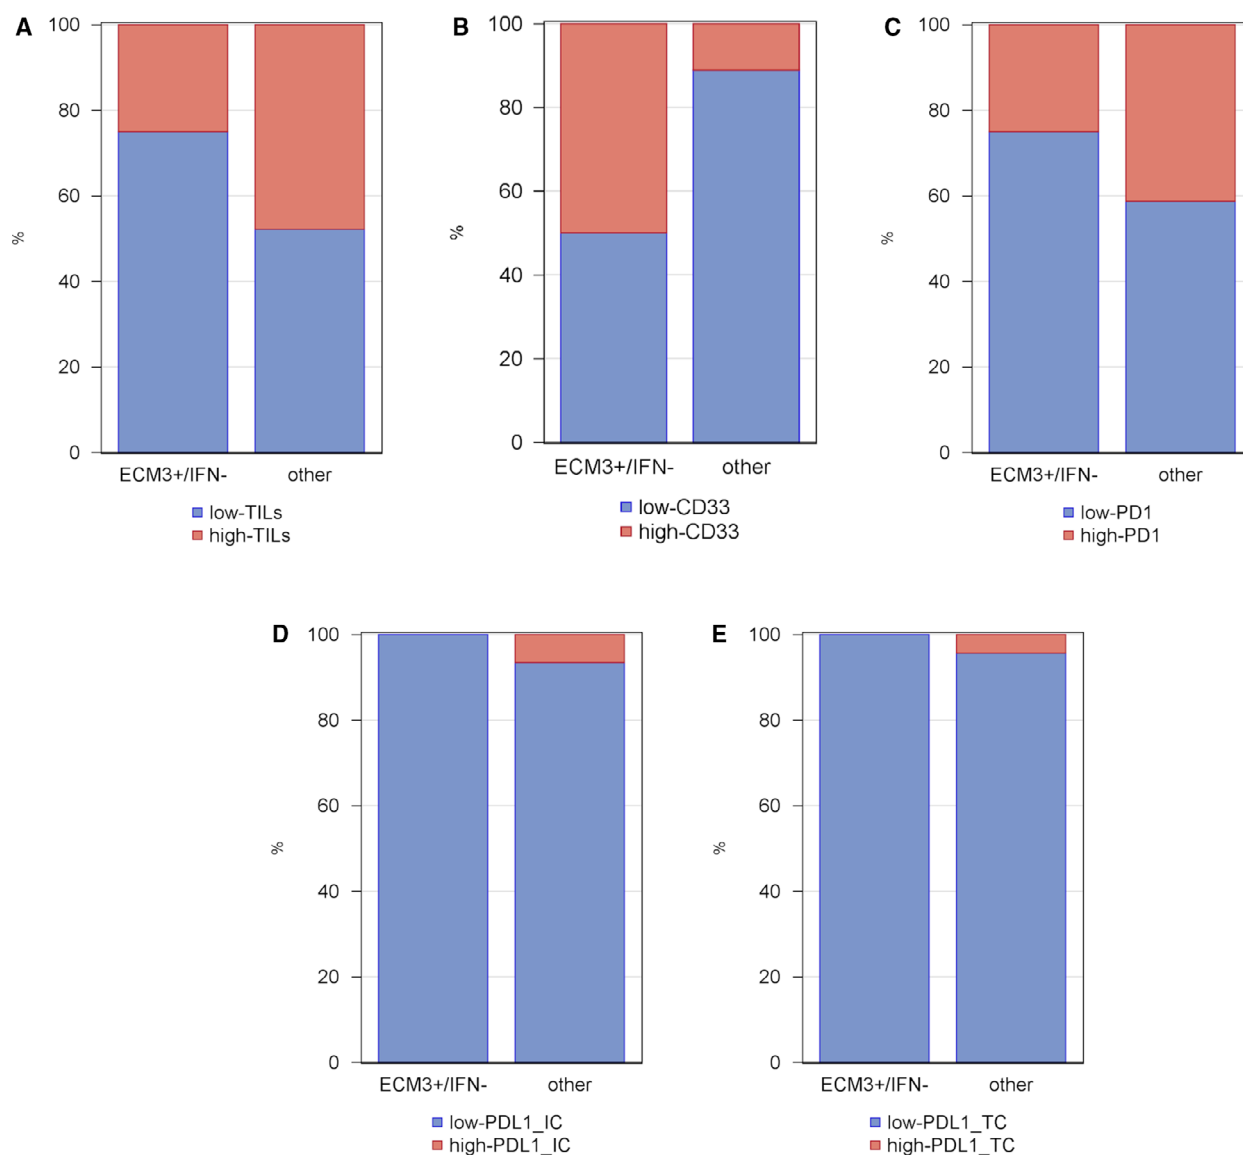 A
100
80
60
40
20
0
%
ECM3+/IFN-
other
low-TILs
high-TILs
B
100
80
60
40
20
0
%
ECM3+/IFN-
other
low-CD33
high-CD33
C
100
80
60
40
20
0
%
ECM3+/IFN-
other
low-PD1
high-PD1
D
100
80
60
40
20
0
%
ECM3+/IFN-
other
low-PDL1_IC
high-PDL1_IC
E
100
80
60
40
20
0
%
ECM3+/IFN-
other
low-PDL1_TC
high-PDL1_TC